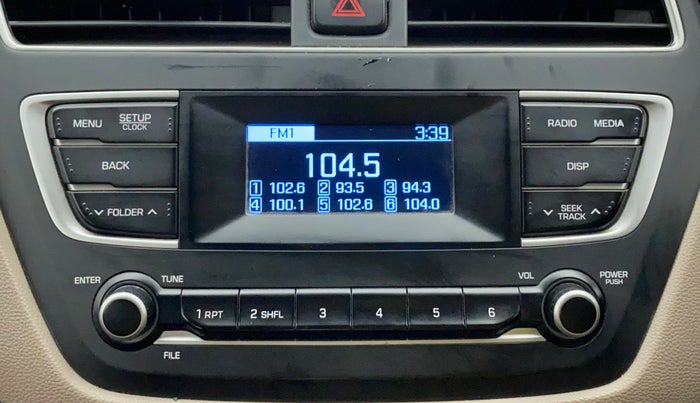 MENU SETUP CLOCK
BACK
FOLDER
FM1 3:39
104.5
1 102.6 2 93.5 3 94.3
4 100.1 5 102.6 6 104.0
RADIO MEDIA
DISP
SEEK TRACK
ENTER TUNE
FILE
1 RPT 2 SHFL 3 4 5 6
VOL POWER PUSH